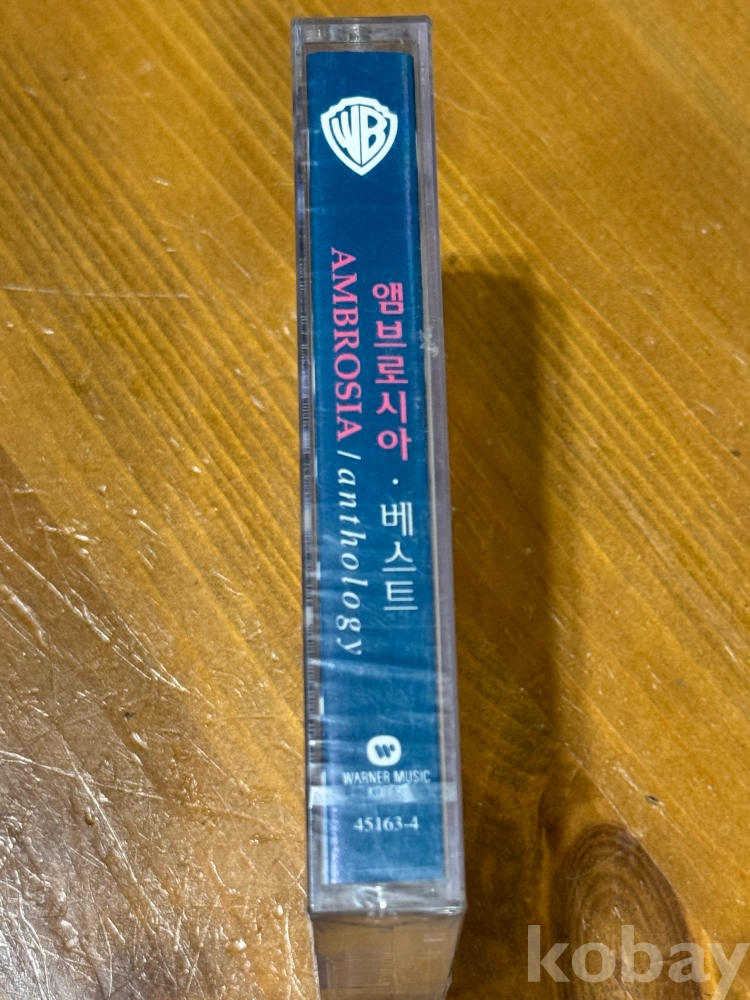 WB
앰브로시아 · 베스트
AMBROSIA / anthology
WARNER MUSIC
KOREA
45163-4
kobay